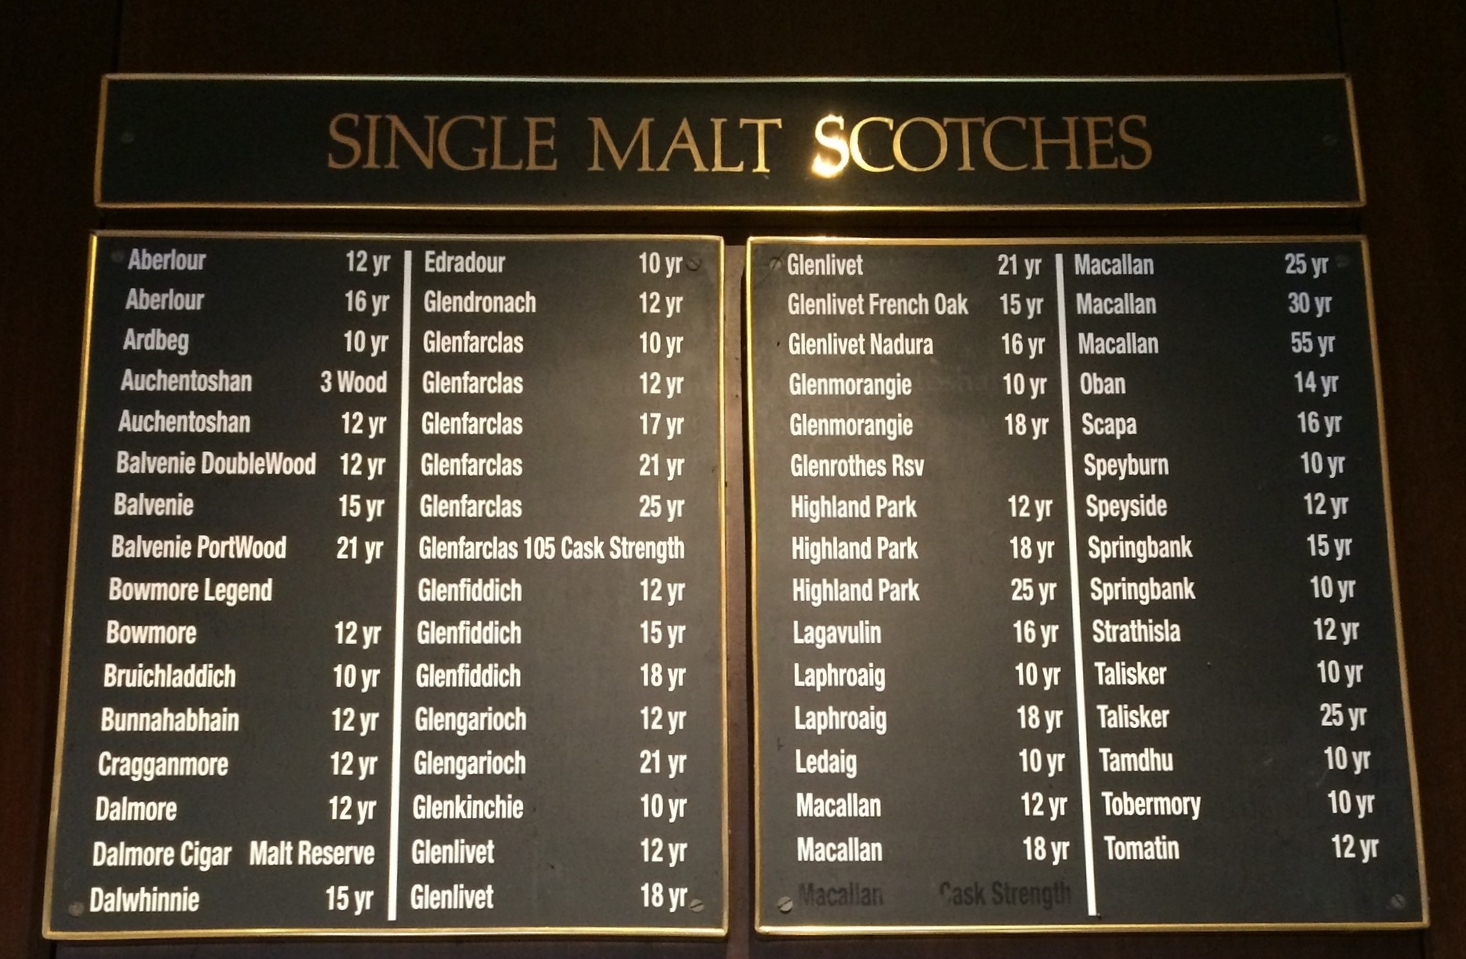 SINGLE MALT SCOTCHES
Aberlour 12 yr
Aberlour 16 yr
Ardbeg 10 yr
Auchentoshan 3 Wood
Auchentoshan 12 yr
Balvenie DoubleWood 12 yr
Balvenie 15 yr
Balvenie PortWood 21 yr
Bowmore Legend
Bowmore 12 yr
Bruichladdich 10 yr
Bunnahabhain 12 yr
Cragganmore 12 yr
Dalmore 12 yr
Dalmore Cigar Malt Reserve
Dalwhinnie 15 yr
Edradour 10 yr
Glendronach 12 yr
Glenfarclas 10 yr
Glenfarclas 12 yr
Glenfarclas 17 yr
Glenfarclas 21 yr
Glenfarclas 25 yr
Glenfarclas 105 Cask Strength
Glenfiddich 12 yr
Glenfiddich 15 yr
Glenfiddich 18 yr
Glengarioch 12 yr
Glengarioch 21 yr
Glenkinchie 10 yr
Glenlivet 12 yr
Glenlivet 18 yr
Glenlivet 21 yr
Glenlivet French Oak 15 yr
Glenlivet Nadura 16 yr
Glenmorangie 10 yr
Glenmorangie 18 yr
Glenrothes Rsv
Highland Park 12 yr
Highland Park 18 yr
Highland Park 25 yr
Lagavulin 16 yr
Laphroaig 10 yr
Laphroaig 18 yr
Ledaig 10 yr
Macallan 12 yr
Macallan 18 yr
Macallan Cask Strength
Macallan 25 yr
Macallan 30 yr
Macallan 55 yr
Oban 14 yr
Scapa 16 yr
Speyburn 10 yr
Speyside 12 yr
Springbank 15 yr
Springbank 10 yr
Strathisla 12 yr
Talisker 10 yr
Talisker 25 yr
Tamdhu 10 yr
Tobermory 10 yr
Tomatin 12 yr